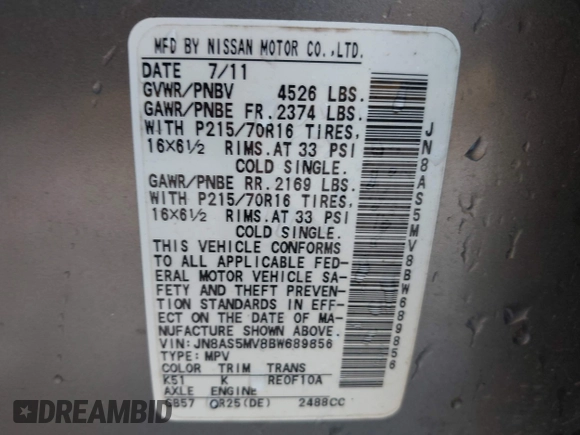 MFD BY NISSAN MOTOR CO.,LTD.
DATE 7/11
GVWR/PNBV 4526 LBS.
GAWR/PNBE FR. 2374 LBS.
WITH P215/70R16 TIRES,
16X6½ RIMS.AT 33 PSI
COLD SINGLE.
GAWR/PNBE RR. 2169 LBS.
WITH P215/70R16 TIRES,
16X6½ RIMS.AT 33 PSI
COLD SINGLE.
THIS VEHICLE CONFORMS
TO ALL APPLICABLE FED-
ERAL MOTOR VEHICLE SA-
FETY AND THEFT PREVEN-
TION STANDARDS IN EFF-
ECT ON THE DATE OF MA-
NUFACTURE SHOWN ABOVE.
VIN: JN8AS5MV8BW689856
TYPE: MPV
COLOR TRIM TRANS
K51 K RE0F10A
AXLE ENGINE
6857 QR25(DE) 2488CC
JN8AS5MV8BW689856
DEALERSHIP.COM